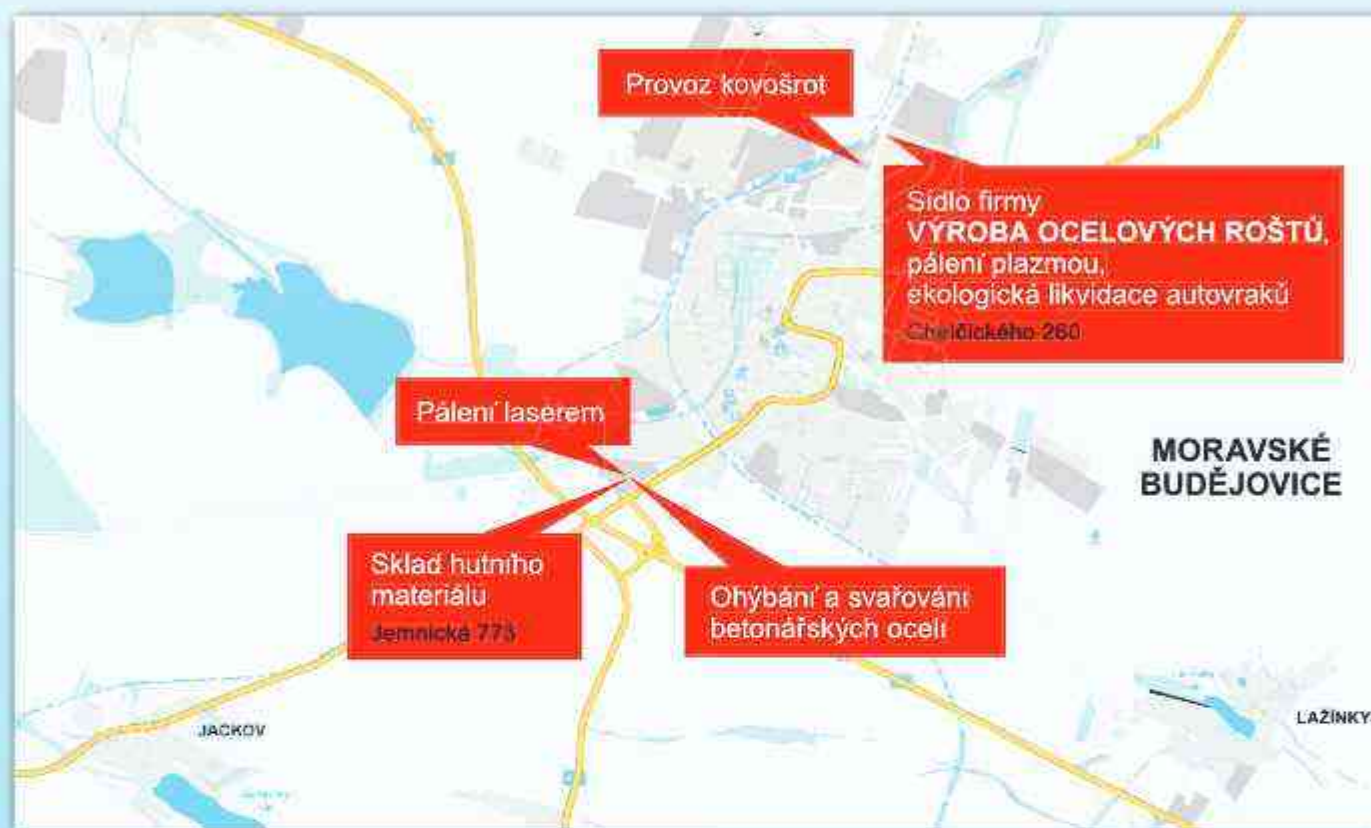 Provoz kovošrot
Sídlo firmy
VÝROBA OCELOVÝCH ROŠTŮ,
pálení plazmou,
ekologická likvidace autovraků
Chelčického 260
Pálení laserem
MORAVSKÉ
BUDĚJOVICE
Sklad hutního
materiálu
Jemnická 773
Ohýbání a svařování
betonářských ocelí
JACKOV
LAŽÍNKY